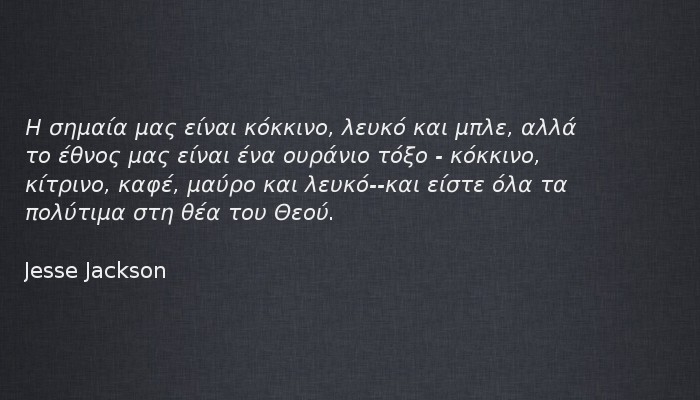 Η σημαία μας είναι κόκκινο, λευκό και μπλε, αλλά
το έθνος μας είναι ένα ουράνιο τόξο - κόκκινο,
κίτρινο, καφέ, μαύρο και λευκό--και είστε όλα τα
πολύτιμα στη θέα του Θεού.
Jesse Jackson